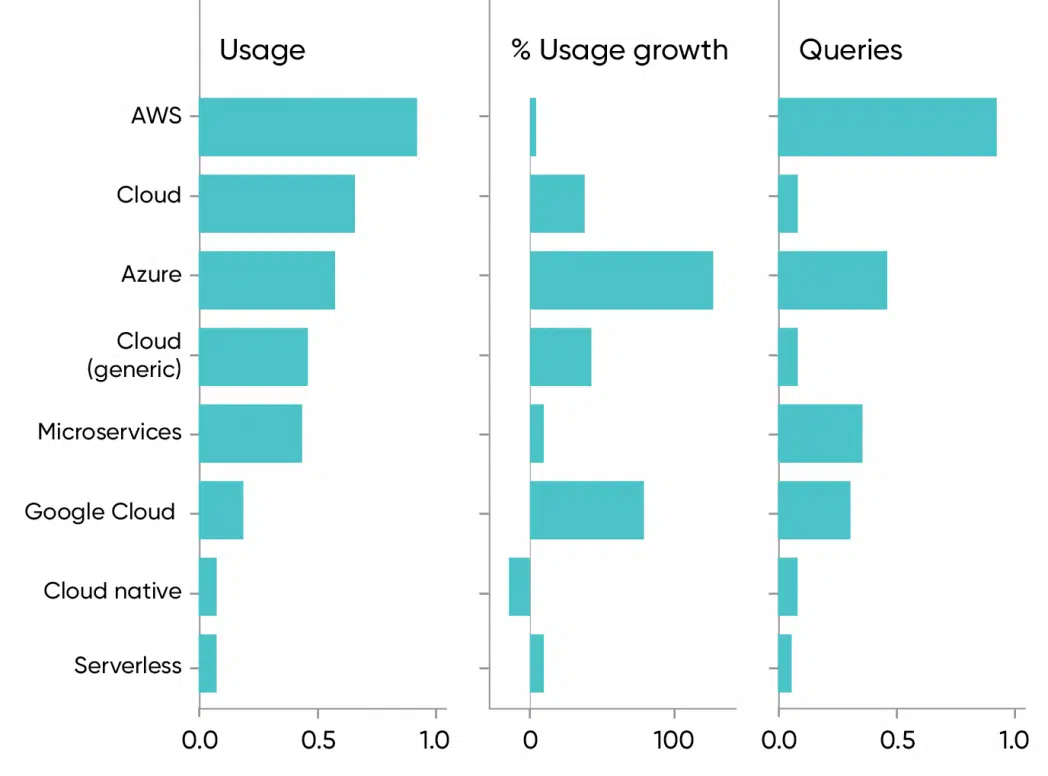 Usage
% Usage growth
Queries
AWS
Cloud
Azure
Cloud
(generic)
Microservices
Google Cloud
Cloud native
Serverless
0.0 0.5 1.0
0 100
0.0 0.5 1.0